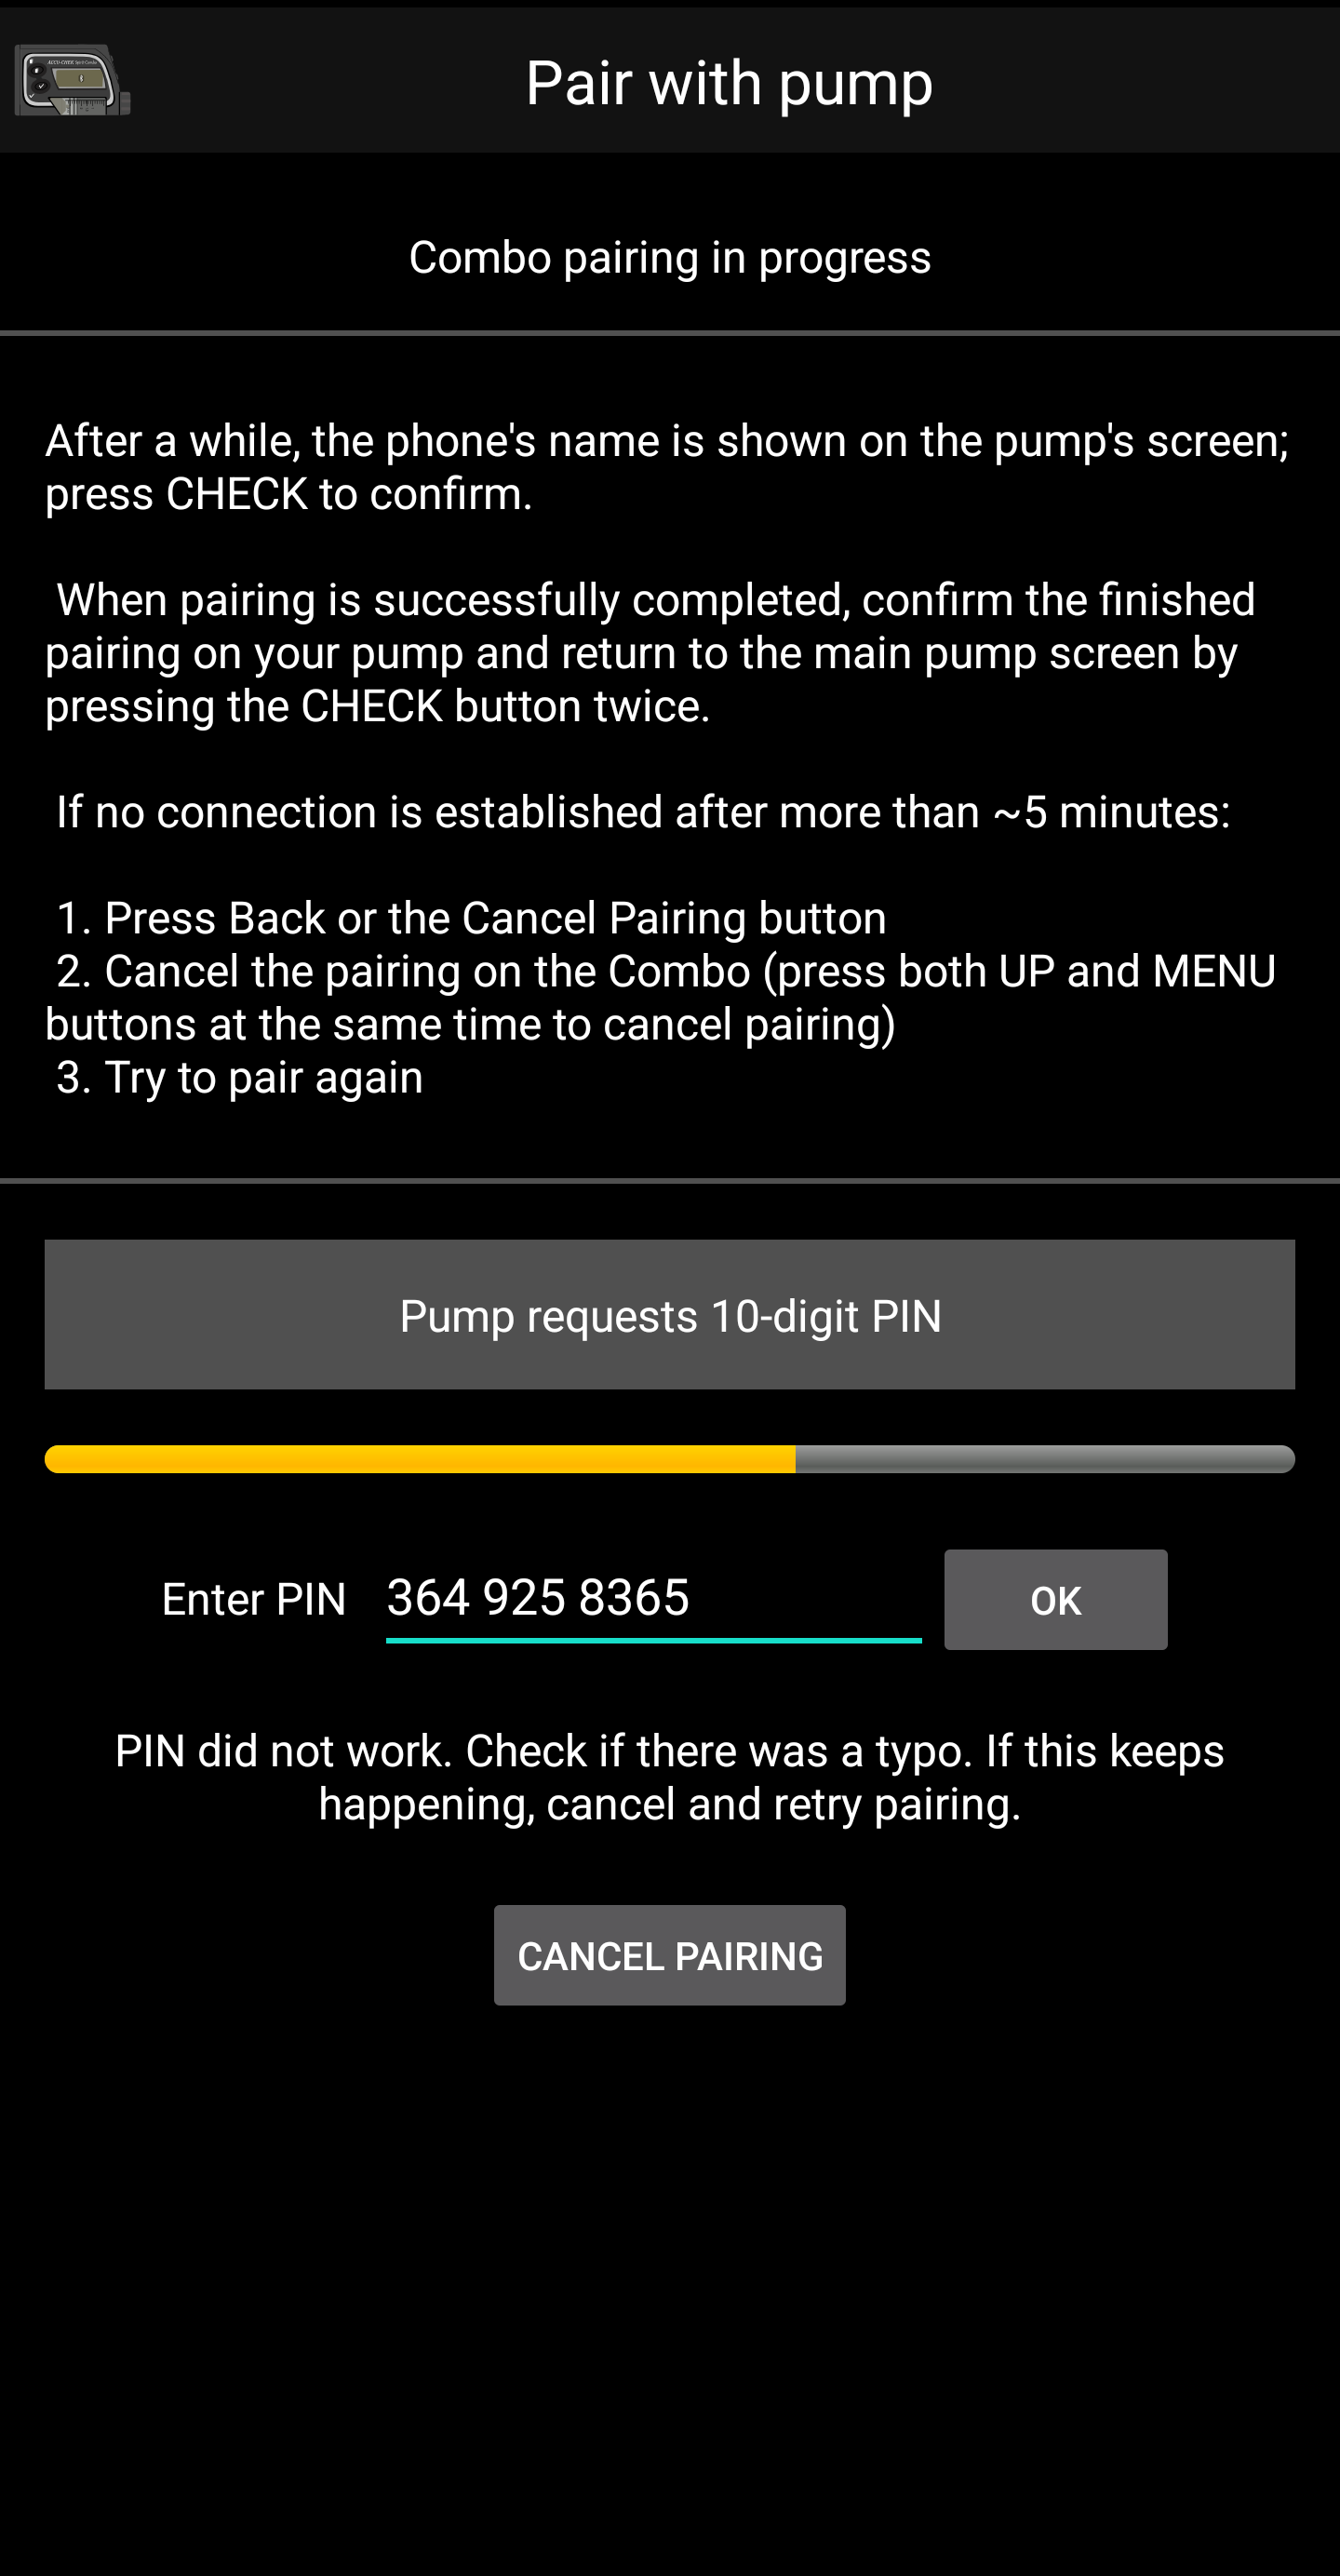 ACCU-CHEK Spirit Combo
Pair with pump
Combo pairing in progress
After a while, the phone's name is shown on the pump's screen;
press CHECK to confirm.
When pairing is successfully completed, confirm the finished
pairing on your pump and return to the main pump screen by
pressing the CHECK button twice.
If no connection is established after more than ~5 minutes:
1. Press Back or the Cancel Pairing button
2. Cancel the pairing on the Combo (press both UP and MENU
buttons at the same time to cancel pairing)
3. Try to pair again
Pump requests 10-digit PIN
Enter PIN 364 925 8365 OK
PIN did not work. Check if there was a typo. If this keeps
happening, cancel and retry pairing.
CANCEL PAIRING